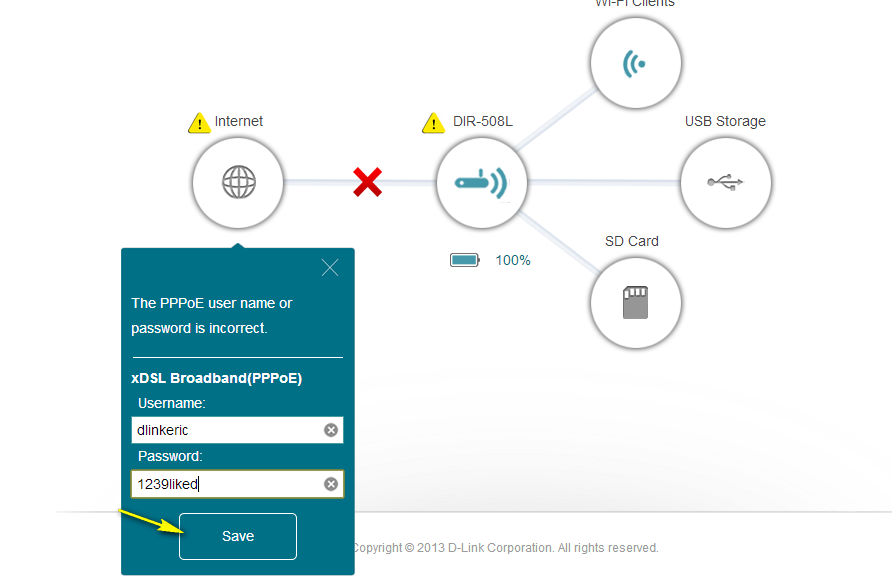 Wi-Fi Clients
Internet
DIR-508L
USB Storage
SD Card
100%
The PPPoE user name or
password is incorrect.
xDSL Broadband(PPPoE)
Username:
dlinkeric
Password:
1239liked
Save
Copyright © 2013 D-Link Corporation. All rights reserved.